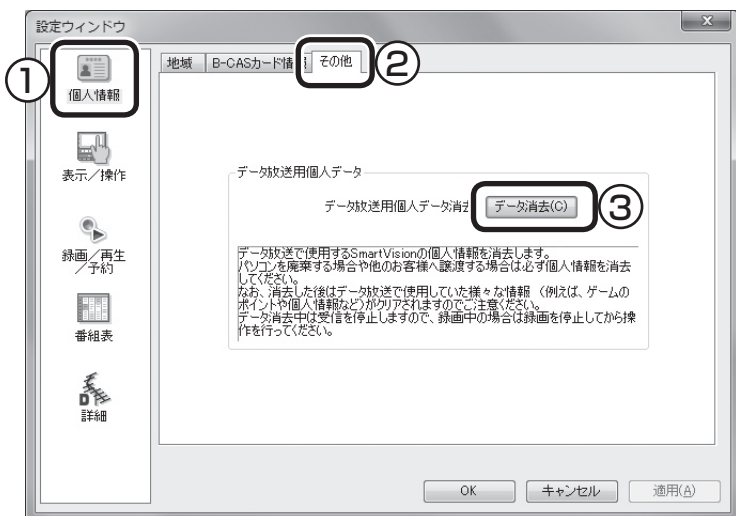 設定ウィンドウ
X
①
個人情報
表示／操作
録画／再生
／予約
番組表
詳細
地域
B-CASカード情
その他
②
データ放送用個人データ
データ放送用個人データ消
データ消去(C)
③
データ放送で使用するSmartVisionの個人情報を消去します。
パソコンを廃棄する場合や他のお客様へ譲渡する場合は必ず個人情報を消去
してください。
なお、消去した後はデータ放送で使用していた様々な情報 （例えば、ゲームの
ポイントや個人情報など）がクリアされますのでご注意ください。
データ消去中は受信を停止しますので、録画中の場合は録画を停止してから操
作を行ってください。
OK
キャンセル
適用(A)